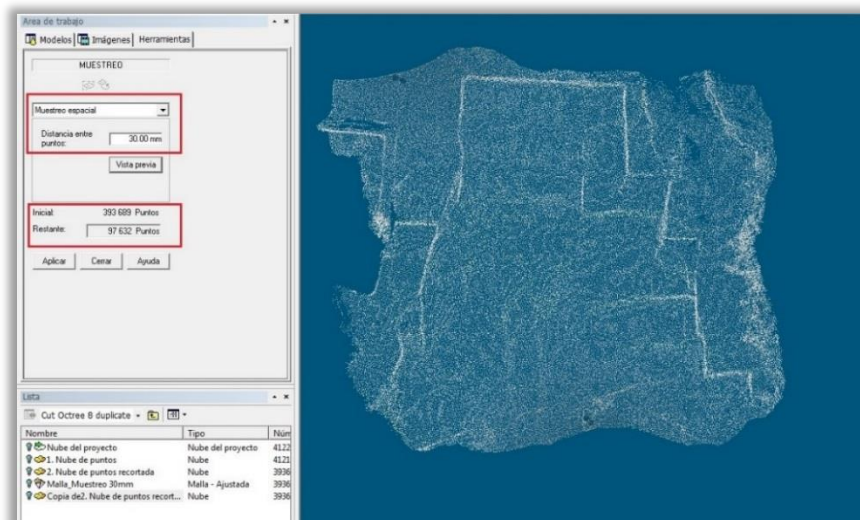 Area de trabajo
Modelos Imágenes Herramientas
MUESTREO
Muestreo espacial
Distancia entre puntos: 30.00 mm
Vista previa
Inicial: 393 689 Puntos
Restante: 97 632 Puntos
Aplicar Cerrar Ayuda
Lista
Cut Octree 8 duplicate
Nombre Tipo Núm
Nube del proyecto Nube del proyecto 4122
1. Nube de puntos Nube 4121
2. Nube de puntos recortada Nube 3936
Malla_Muestreo 30mm Malla - Ajustada 3936
Copia de2. Nube de puntos recort... Nube 3936